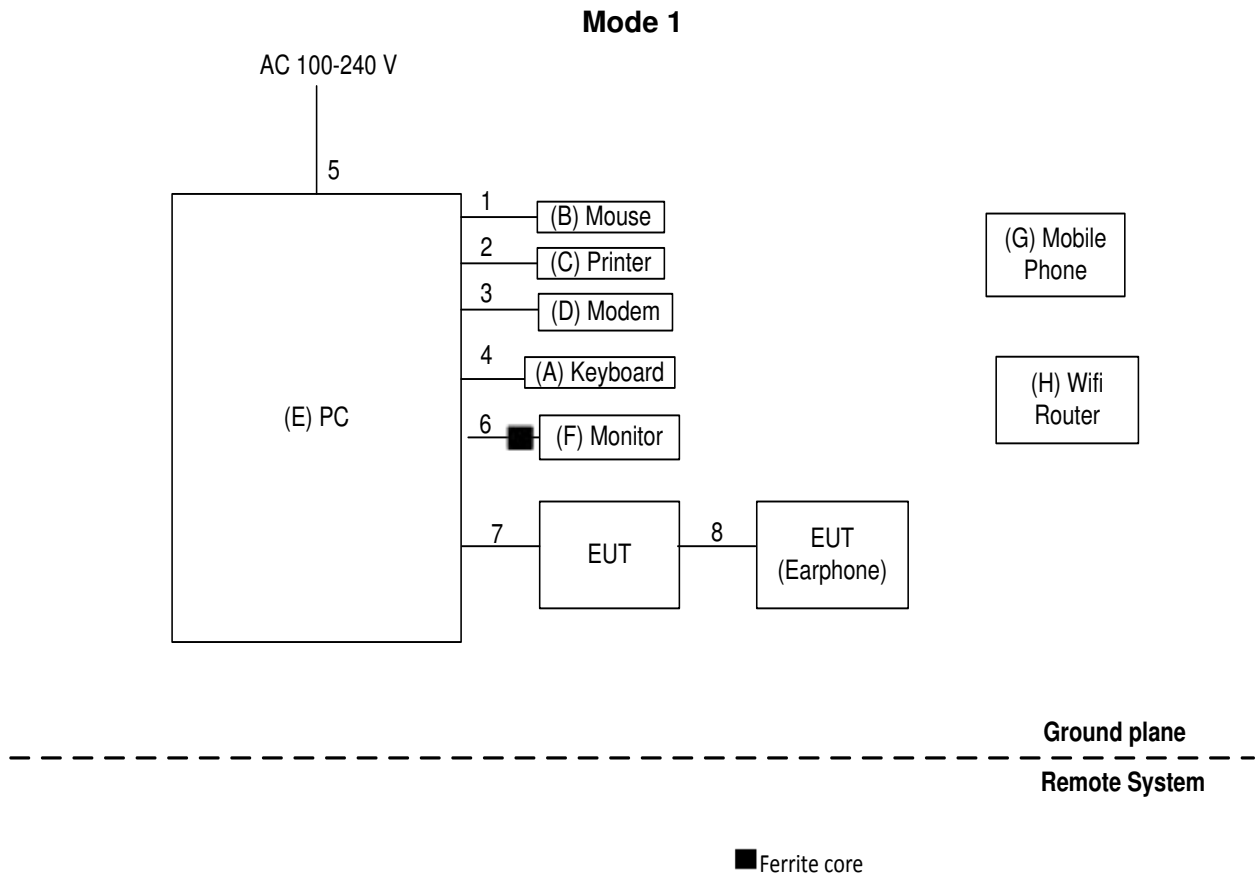 Mode 1
AC 100-240 V
5
1
(B) Mouse
2
(C) Printer
3
(D) Modem
4
(A) Keyboard
(E) PC
6
(F) Monitor
7
EUT
8
EUT
(Earphone)
(G) Mobile
Phone
(H) Wifi
Router
Ground plane
Remote System
Ferrite core